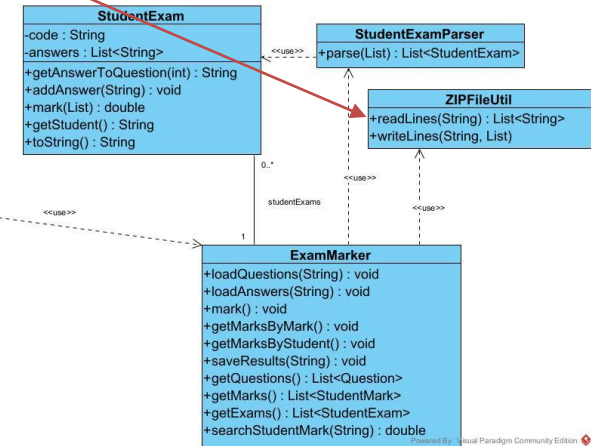 StudentExam
-code : String
-answers : List<String>
+getAnswerToQuestion(int) : String
+addAnswer(String) : void
+mark(List) : double
+getStudent() : String
+toString() : String
<<use>>
StudentExamParser
+parse(List) : List<StudentExam>
ZIPFileUtil
+readLines(String) : List<String>
+writeLines(String, List)
0..*
studentExams
1
<<use>>
<<use>>
<<use>>
ExamMarker
+loadQuestions(String) : void
+loadAnswers(String) : void
+mark() : void
+getMarksByMark() : void
+getMarksByStudent() : void
+saveResults(String) : void
+getQuestions() : List<Question>
+getMarks() : List<StudentMark>
+getExams() : List<StudentExam>
+searchStudentMark(String) : double
Powered By Visual Paradigm Community Edition